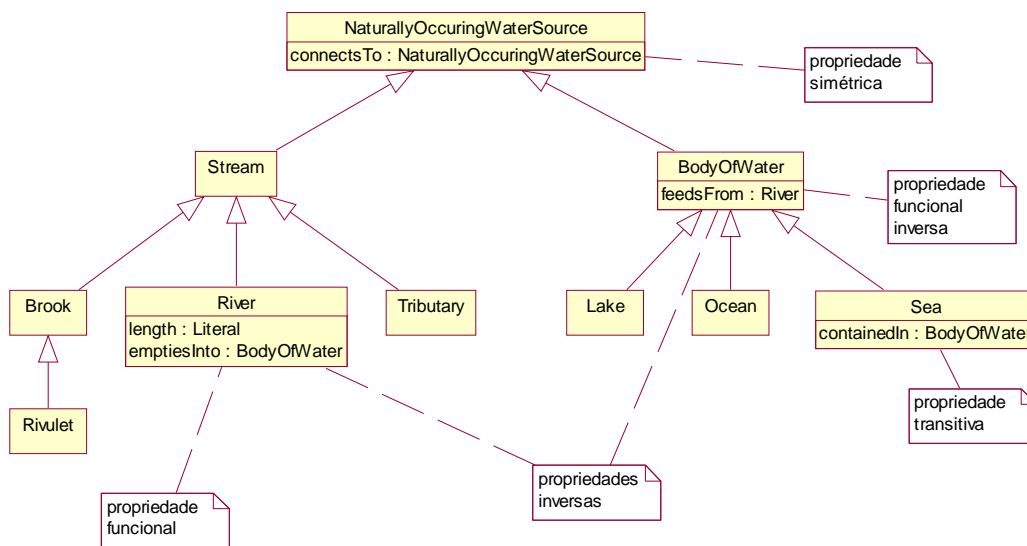 NaturallyOccuringWaterSource
connectsTo : NaturallyOccuringWaterSource
propriedade
simétrica
Stream
BodyOfWater
feedsFrom : River
propriedade
funcional
inversa
Brook
River
length : Literal
emptiesInto : BodyOfWater
Tributary
Lake
Ocean
Sea
containedIn : BodyOfWater
Rivulet
propriedade
transitiva
propriedade
funcional
propriedades
inversas